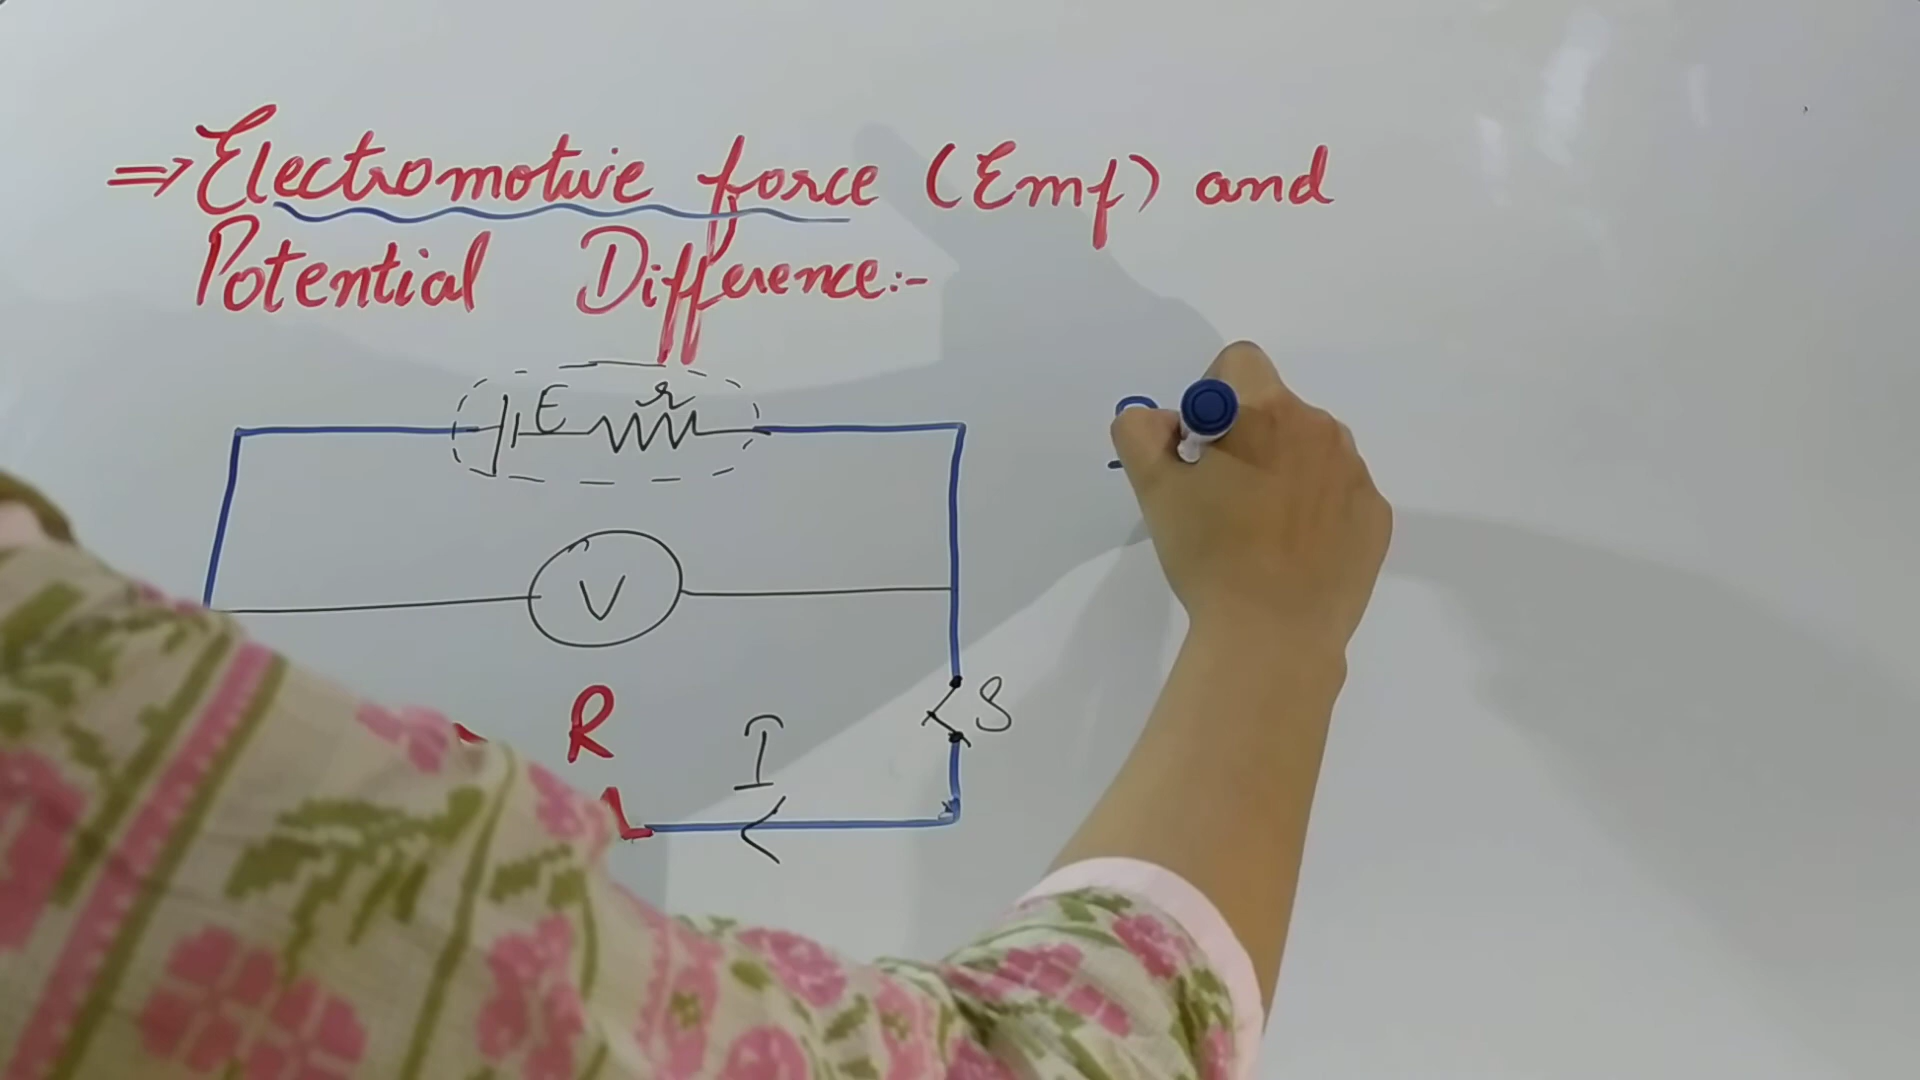 ⇒ Electromotive force (Emf) and
Potential Difference:-
E r
V
S
R
I